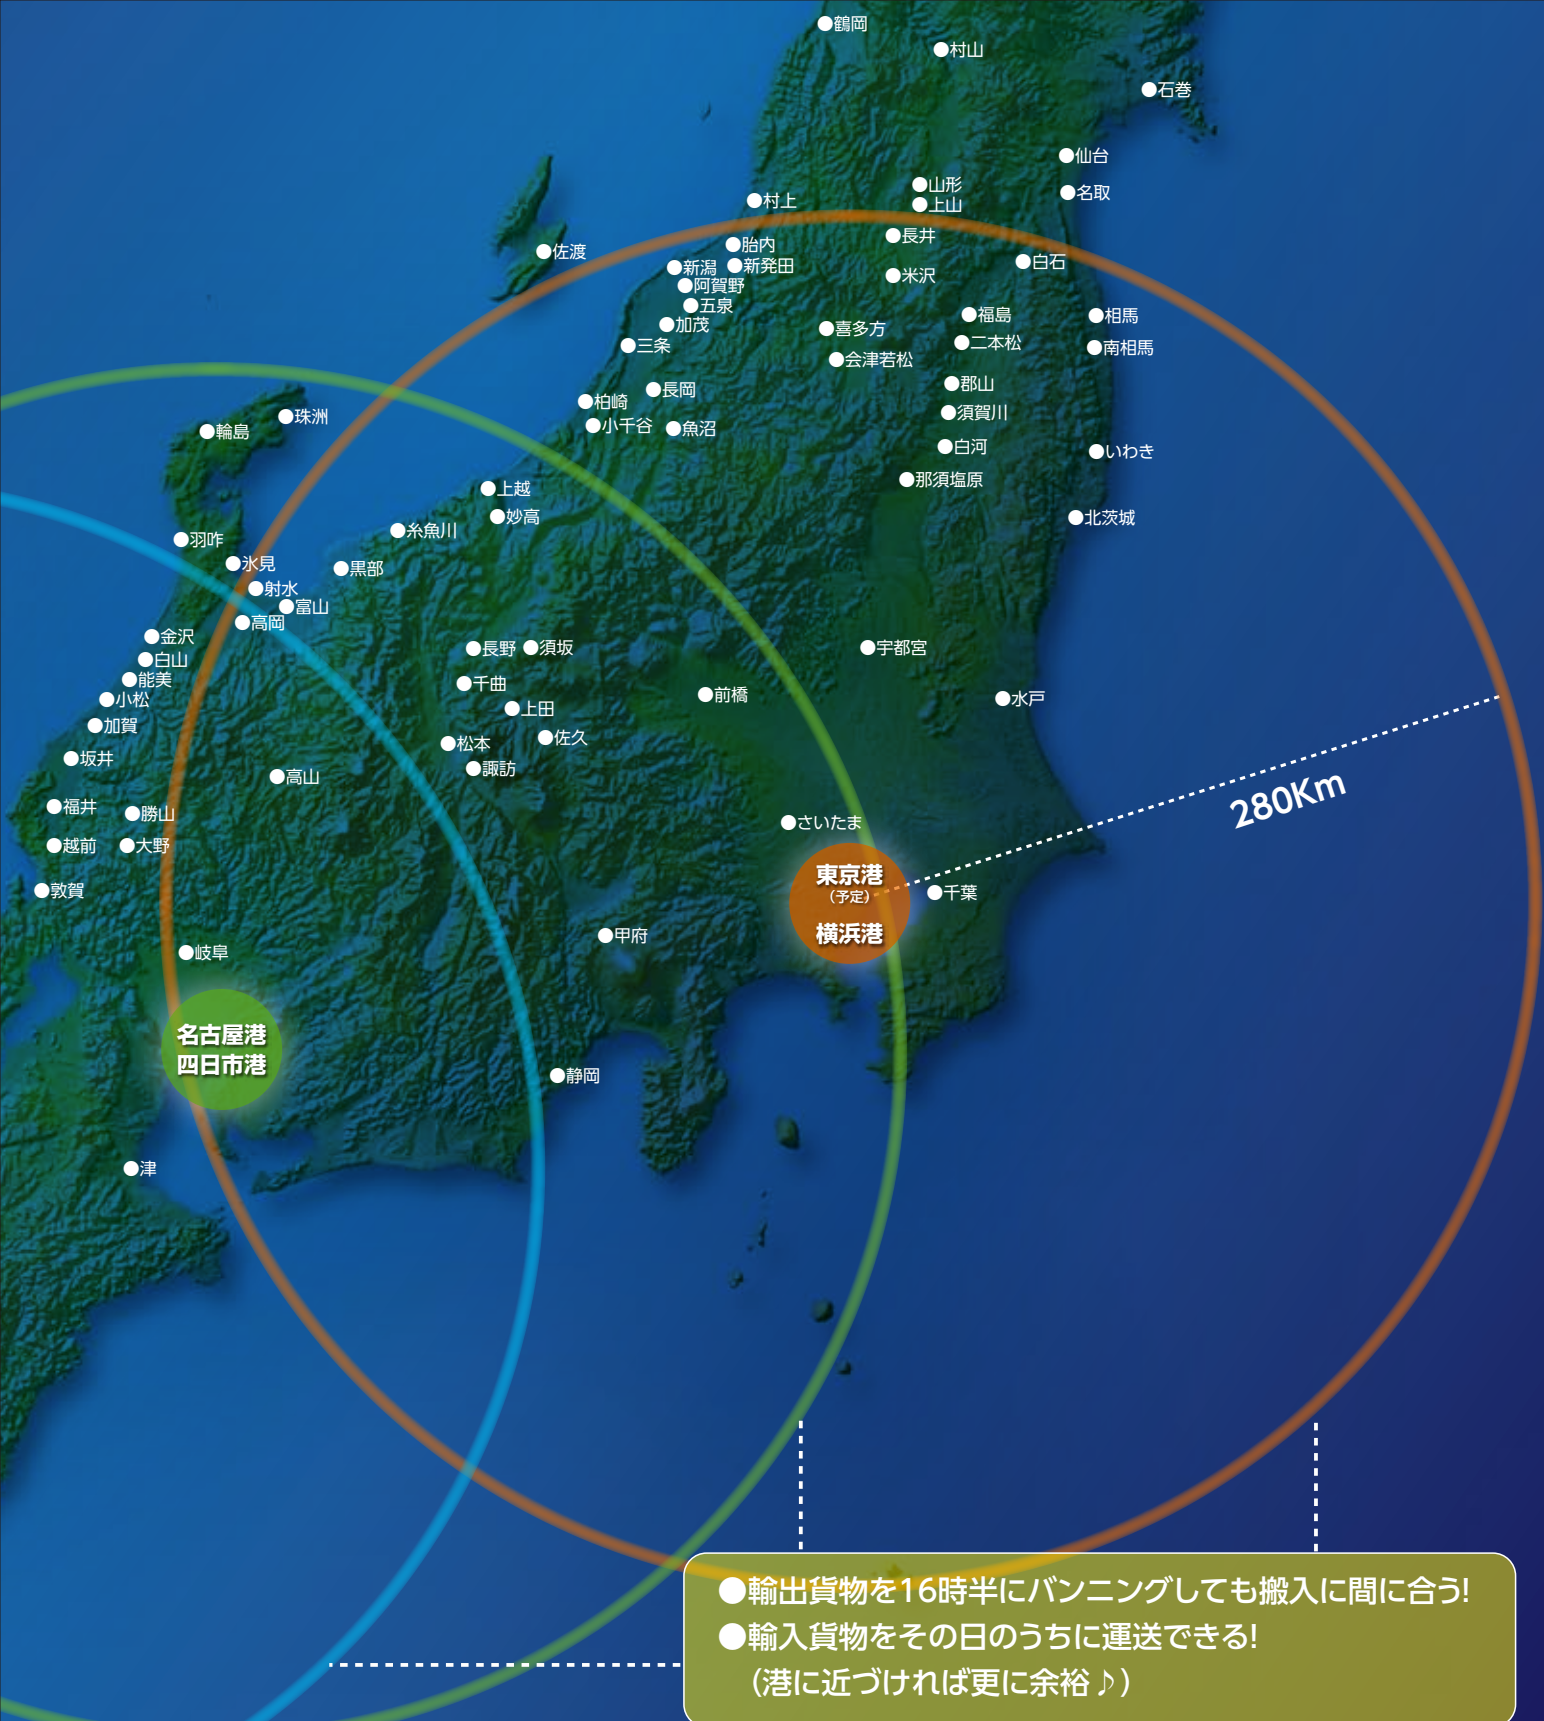 鶴岡
村山
石巻
仙台
山形
名取
村上
上山
長井
胎内
佐渡
白石
新発田
新潟
米沢
阿賀野
五泉
福島
相馬
加茂
喜多方
二本松
三条
南相馬
会津若松
郡山
長岡
柏崎
須賀川
珠洲
小千谷
魚沼
輪島
白河
いわき
那須塩原
上越
妙高
北茨城
糸魚川
羽咋
氷見
黒部
射水
富山
高岡
金沢
長野
須坂
宇都宮
白山
能美
千曲
前橋
水戸
小松
上田
加賀
佐久
松本
坂井
諏訪
高山
280Km
福井
勝山
さいたま
越前
大野
東京港
(予定)
横浜港
敦賀
千葉
甲府
岐阜
名古屋港
四日市港
静岡
津
●輸出貨物を16時半にバンニングしても搬入に間に合う!
●輸入貨物をその日のうちに運送できる!
(港に近づければ更に余裕♪)